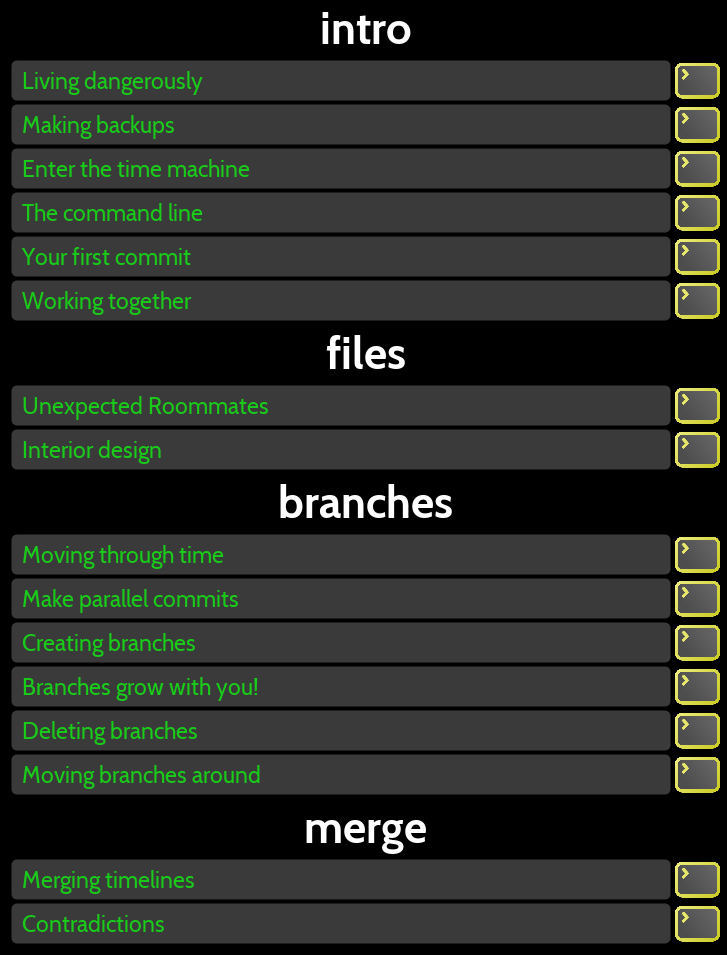 intro
Living dangerously
Making backups
Enter the time machine
The command line
Your first commit
Working together
files
Unexpected Roommates
Interior design
branches
Moving through time
Make parallel commits
Creating branches
Branches grow with you!
Deleting branches
Moving branches around
merge
Merging timelines
Contradictions